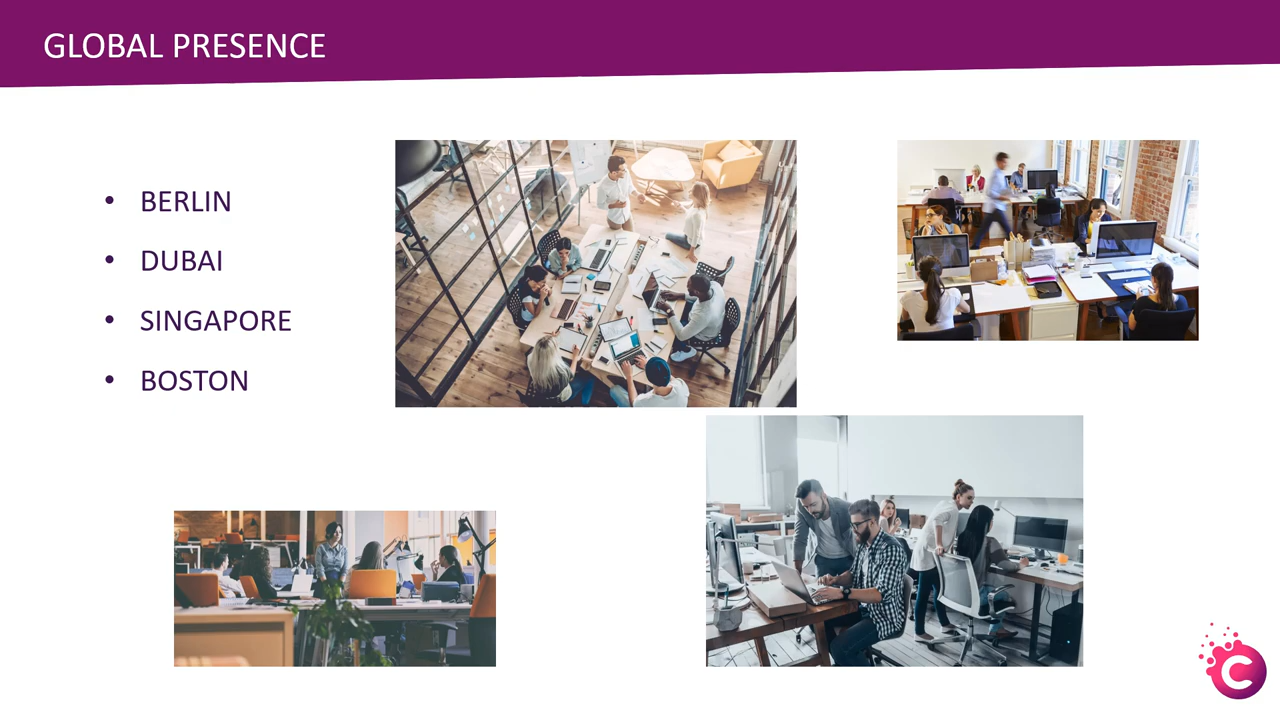 GLOBAL PRESENCE
• BERLIN
• DUBAI
• SINGAPORE
• BOSTON
C